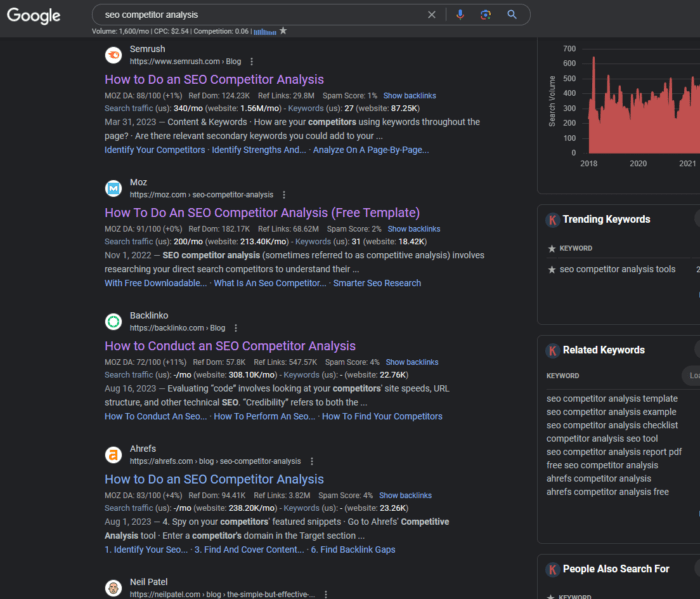 Google
seo competitor analysis
Volume: 1,600/mo | CPC: $2.54 | Competition: 0.06 |
Semrush
https://www.semrush.com › Blog
How to Do an SEO Competitor Analysis
MOZ DA: 88/100 (+1%) Ref Dom: 124.23K Ref Links: 29.8M Spam Score: 1% Show backlinks
Search traffic (us): 340/mo (website: 1.56M/mo) - Keywords (us): 27 (website: 87.25K)
Mar 31, 2023 — Content & Keywords · How are your competitors using keywords throughout the
page? · Are there relevant secondary keywords you could add to your ...
Identify Your Competitors · Identify Strengths And... · Analyze On A Page-By-Page...
Moz
https://moz.com › seo-competitor-analysis
How To Do An SEO Competitor Analysis (Free Template)
MOZ DA: 91/100 (+0%) Ref Dom: 182.17K Ref Links: 68.62M Spam Score: 2% Show backlinks
Search traffic (us): 200/mo (website: 213.40K/mo) - Keywords (us): 31 (website: 18.42K)
Nov 1, 2022 — SEO competitor analysis (sometimes referred to as competitive analysis) involves
researching your direct search competitors to understand their ...
With Free Downloadable... · What Is An Seo Competitor... · Smarter Seo Research
Backlinko
https://backlinko.com › Blog
How to Conduct an SEO Competitor Analysis
MOZ DA: 72/100 (+11%) Ref Dom: 57.8K Ref Links: 547.57K Spam Score: 4% Show backlinks
Search traffic (us): -/mo (website: 308.10K/mo) - Keywords (us): - (website: 22.76K)
Aug 16, 2023 — Evaluating “code” involves looking at your competitors' site speeds, URL
structure, and other technical SEO. “Credibility” refers to both the ...
How To Conduct An Seo... · How To Perform An Seo... · How To Find Your Competitors
Ahrefs
https://ahrefs.com › blog › seo-competitor-analysis
How to Do an SEO Competitor Analysis
MOZ DA: 83/100 (+4%) Ref Dom: 94.41K Ref Links: 3.82M Spam Score: 4% Show backlinks
Search traffic (us): -/mo (website: 238.20K/mo) - Keywords (us): - (website: 23.26K)
Aug 1, 2023 — 4. Spy on your competitors' featured snippets · Go to Ahrefs' Competitive
Analysis tool · Enter a competitor's domain in the Target section ...
1. Identify Your Seo... · 3. Find And Cover Content... · 6. Find Backlink Gaps
Neil Patel
https://neilpatel.com › blog › the-simple-but-effective-...
Search Volume
700
600
500
400
300
200
100
0
2018 2020 2021
Trending Keywords
KEYWORD
seo competitor analysis tools
Related Keywords
KEYWORD
seo competitor analysis template
seo competitor analysis example
seo competitor analysis checklist
competitor analysis seo tool
seo competitor analysis report pdf
free seo competitor analysis
ahrefs competitor analysis
ahrefs competitor analysis free
People Also Search For
KEYWORD